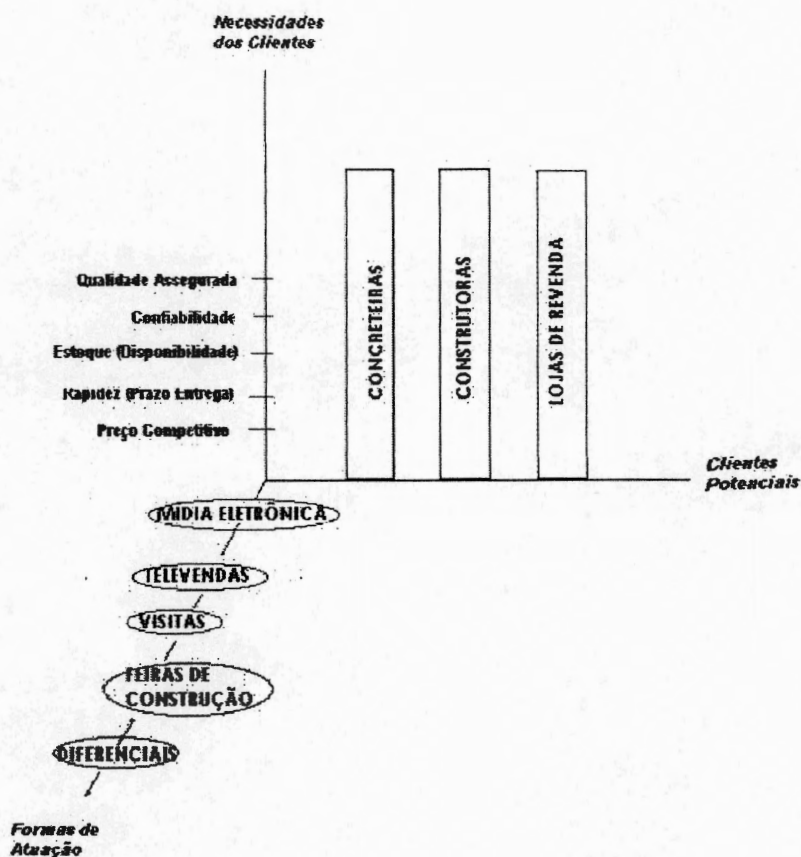 Necessidades
dos Clientes
Qualidade Assegurada
Confiabilidade
Estoque (Disponibilidade)
Rapidez (Prazo Entrega)
Preço Competitivo
CONCRETEIRAS
CONSTRUTORAS
LOJAS DE REVENDA
Clientes
Potenciais
MIDIA ELETRÔNICA
TELEVENDAS
VISITAS
FEIRAS DE
CONSTRUÇÃO
DIFERENCIAIS
Formas de
Atuação